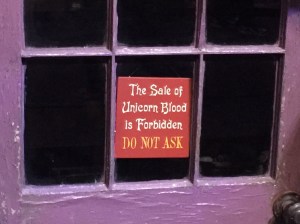 The Sale of
Unicorn Blood
is Forbidden
DO NOT ASK